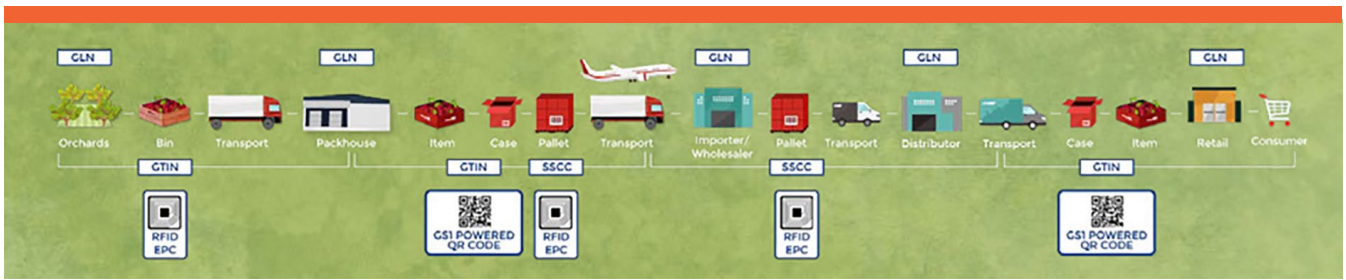 GLN
GLN
GLN
GLN
GLN
Orchards
Bin
Transport
Packhouse
Item
Case
Pallet
Transport
Importer/
Wholesaler
Pallet
Transport
Distributor
Transport
Case
Item
Retail
Consumer
GTIN
GTIN
SSCC
SSCC
GTIN
RFID
EPC
GS1 POWERED
QR CODE
RFID
EPC
RFID
EPC
GS1 POWERED
QR CODE